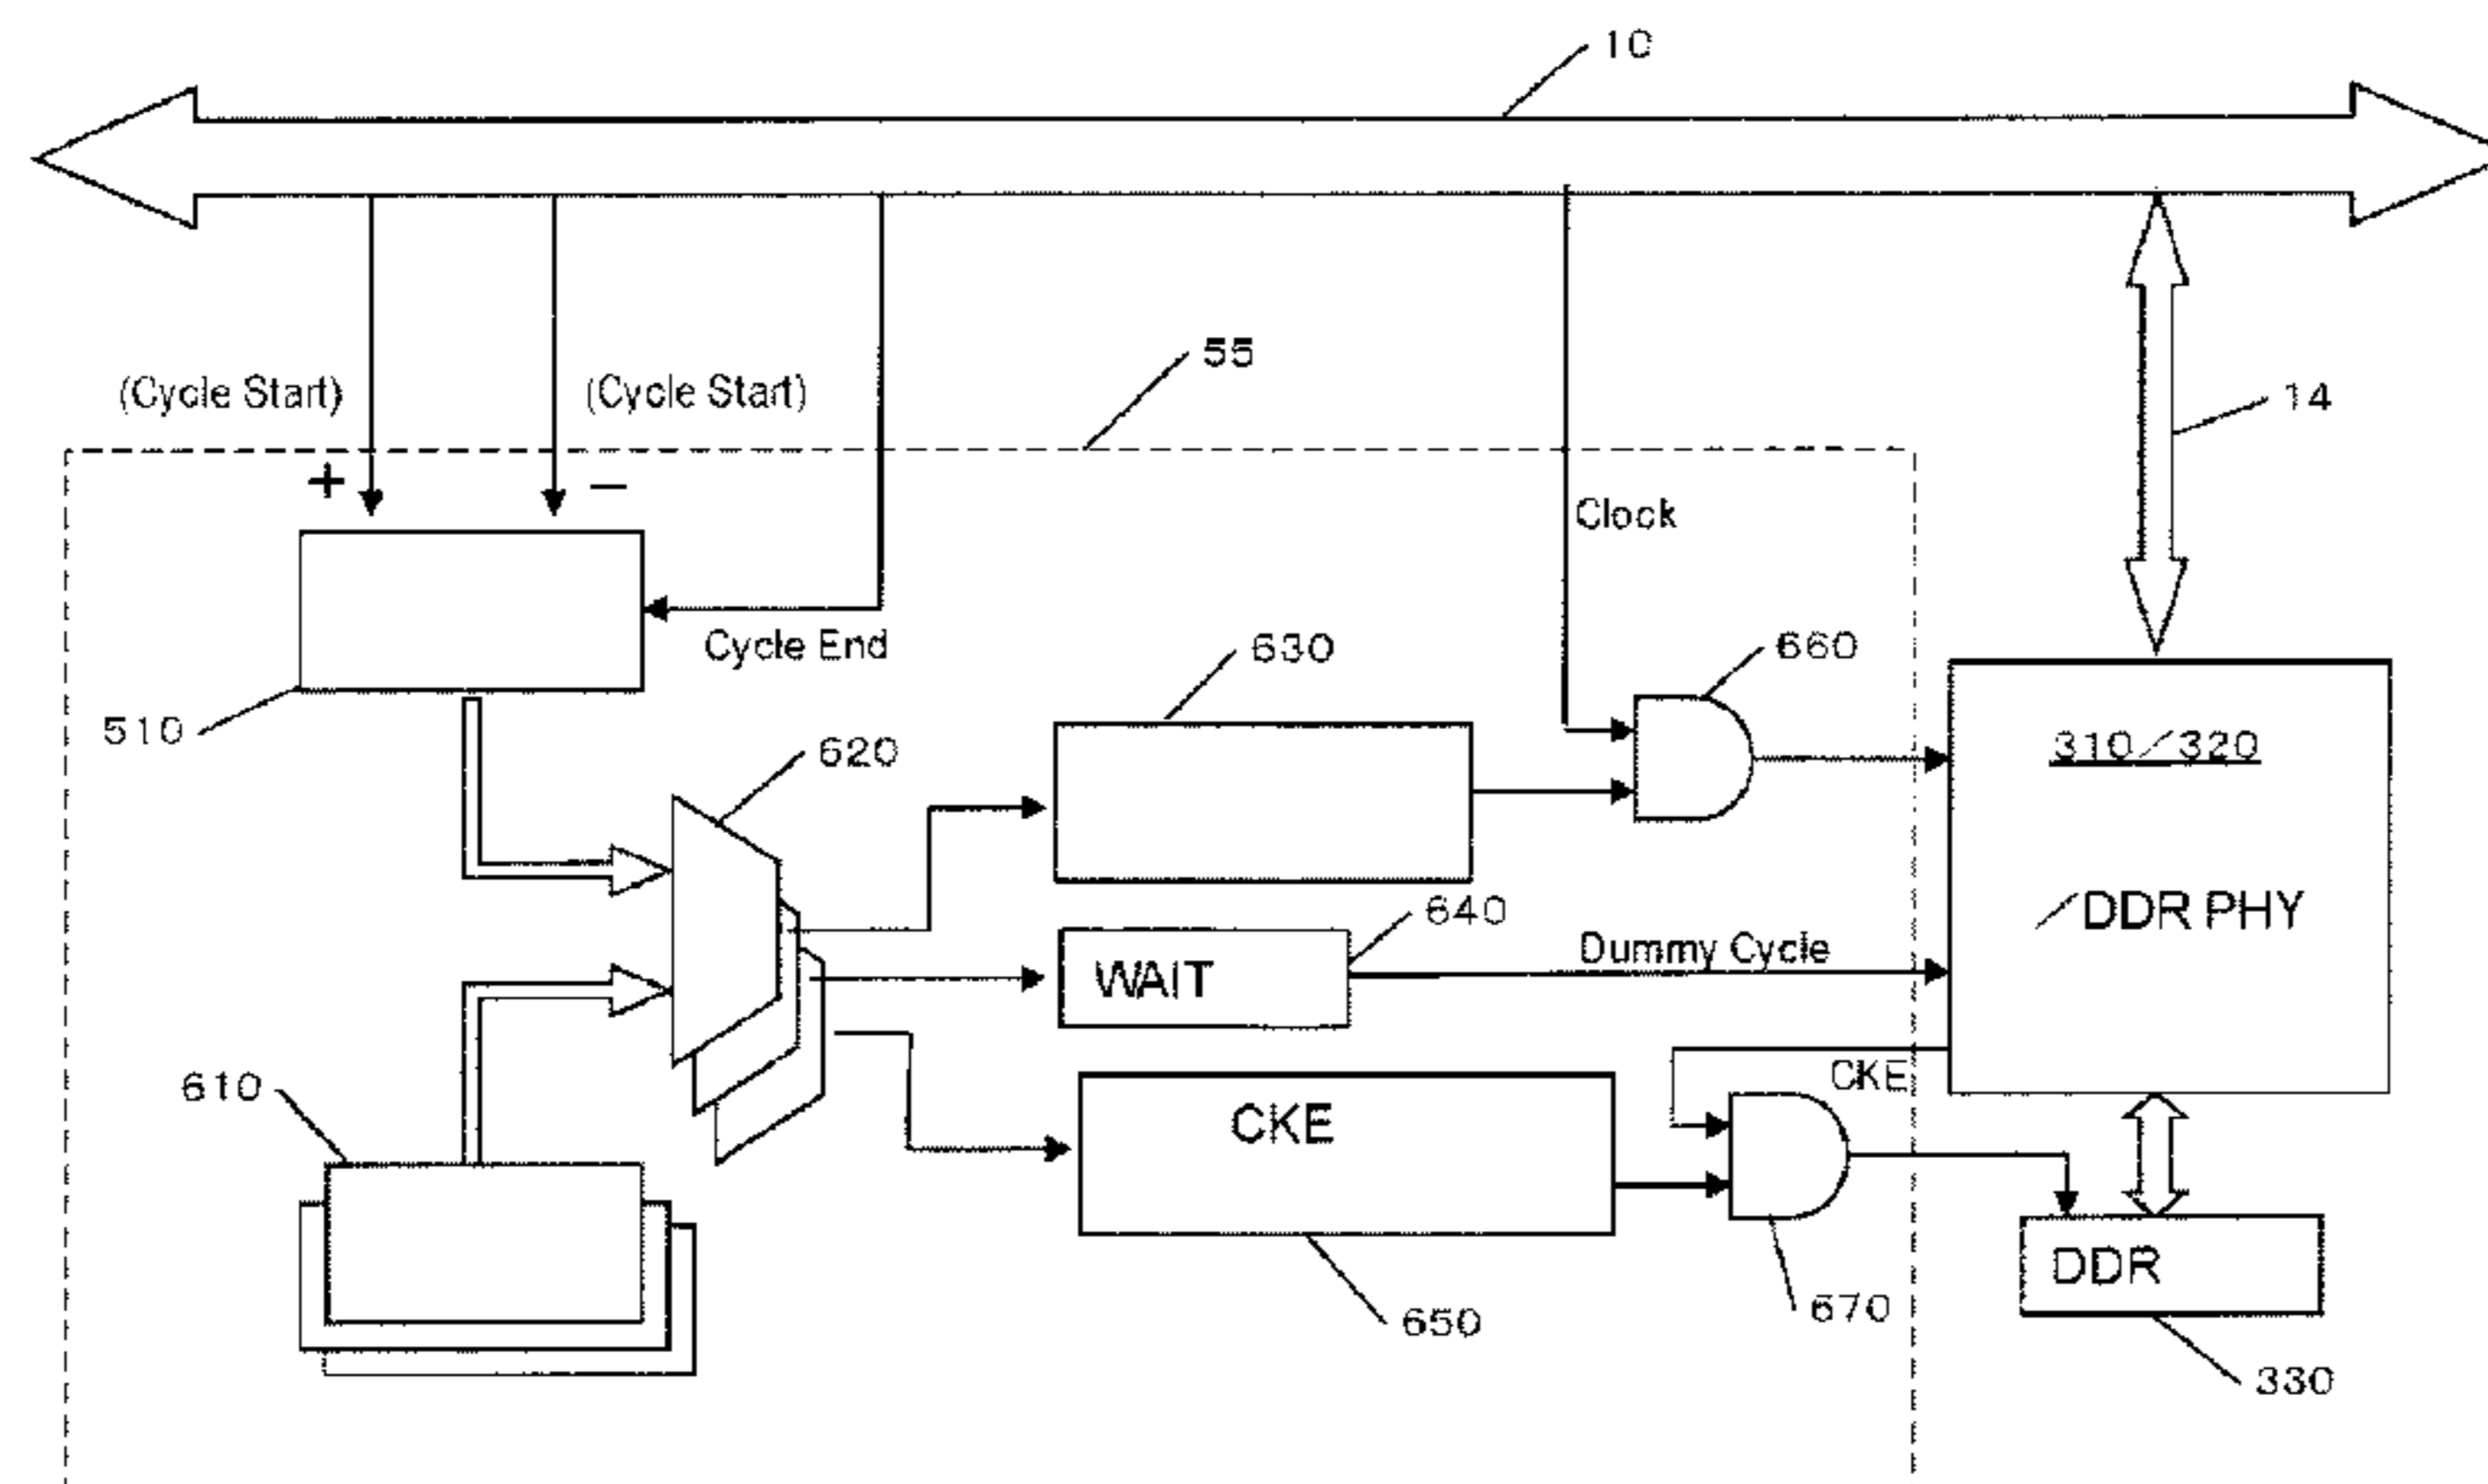 10
55
(Cycle Start)
(Cycle Start)
14
+
−
Clock
Cycle End
630
660
510
620
310/320
640
DDR PHY
Dummy Cycle
WAIT
CKE
610
CKE
DDR
650
670
330